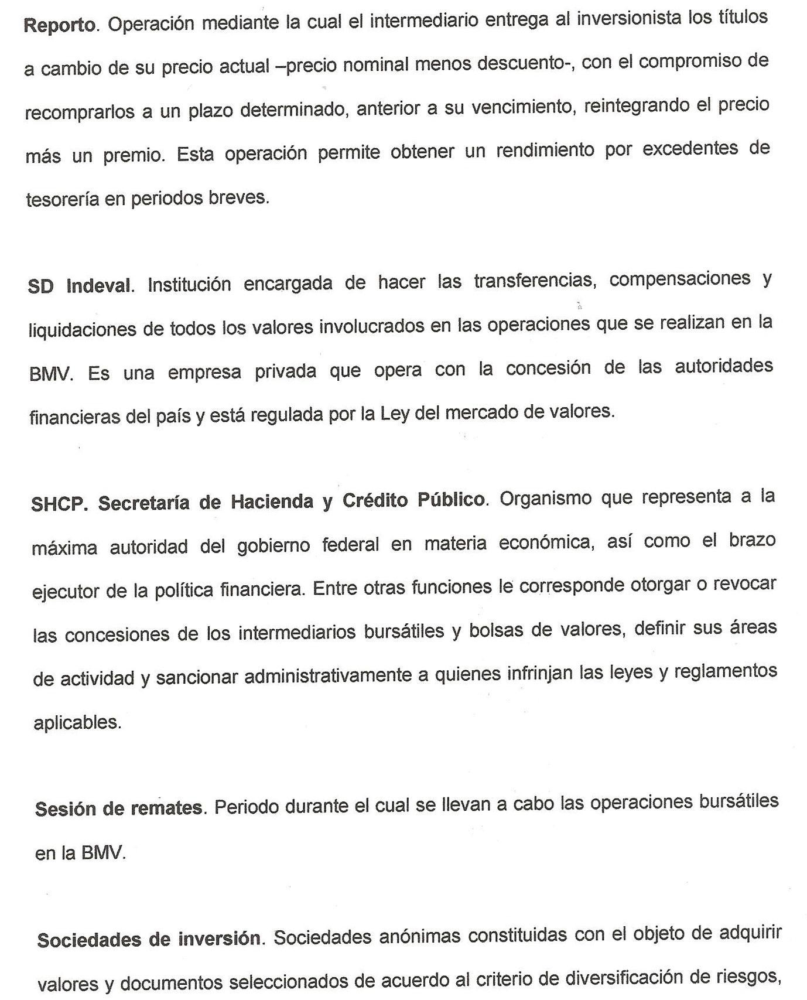 Reporto. Operación mediante la cual el intermediario entrega al inversionista los títulos
a cambio de su precio actual –precio nominal menos descuento-, con el compromiso de
recomprarlos a un plazo determinado, anterior a su vencimiento, reintegrando el precio
más un premio. Esta operación permite obtener un rendimiento por excedentes de
tesorería en periodos breves.
SD Indeval. Institución encargada de hacer las transferencias, compensaciones y
liquidaciones de todos los valores involucrados en las operaciones que se realizan en la
BMV. Es una empresa privada que opera con la concesión de las autoridades
financieras del país y está regulada por la Ley del mercado de valores.
SHCP. Secretaría de Hacienda y Crédito Público. Organismo que representa a la
máxima autoridad del gobierno federal en materia económica, así como el brazo
ejecutor de la política financiera. Entre otras funciones le corresponde otorgar o revocar
las concesiones de los intermediarios bursátiles y bolsas de valores, definir sus áreas
de actividad y sancionar administrativamente a quienes infrinjan las leyes y reglamentos
aplicables.
Sesión de remates. Periodo durante el cual se llevan a cabo las operaciones bursátiles
en la BMV.
Sociedades de inversión. Sociedades anónimas constituidas con el objeto de adquirir
valores y documentos seleccionados de acuerdo al criterio de diversificación de riesgos,